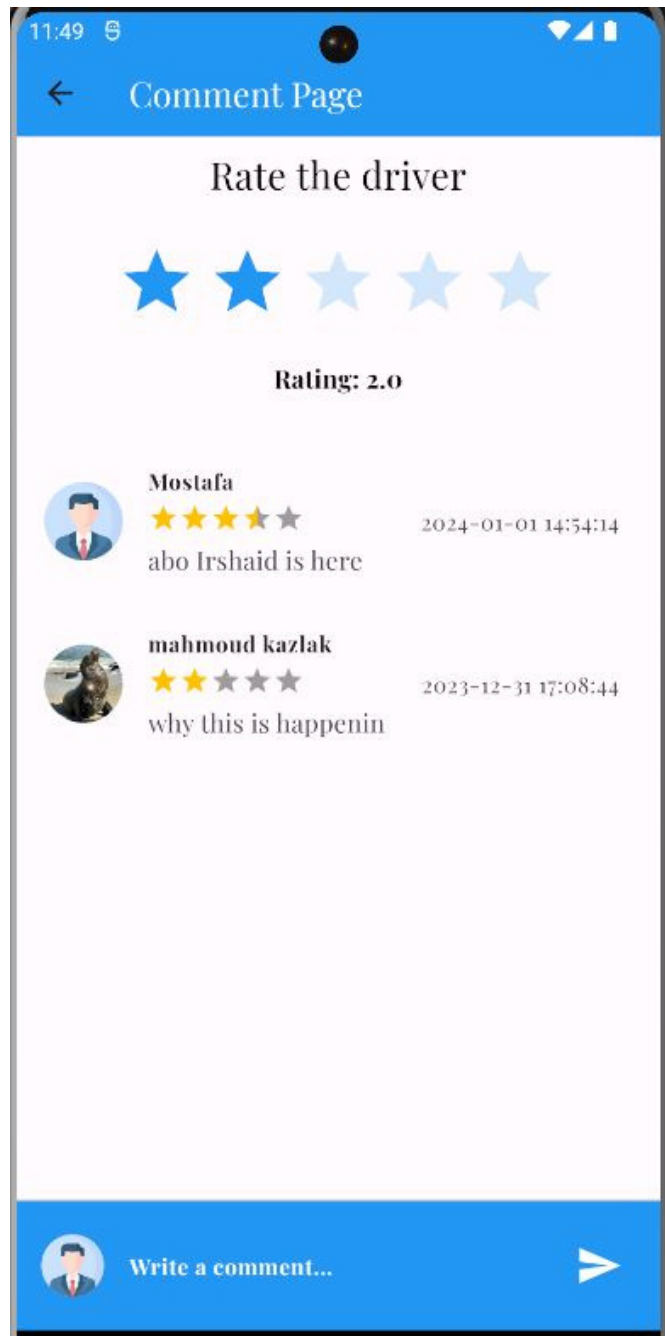 11:49
Comment Page
Rate the driver
Rating: 2.0
Mostafa
2024-01-01 14:54:14
abo Irshaid is here
mahmoud kazlak
2023-12-31 17:08:44
why this is happenin
Write a comment...